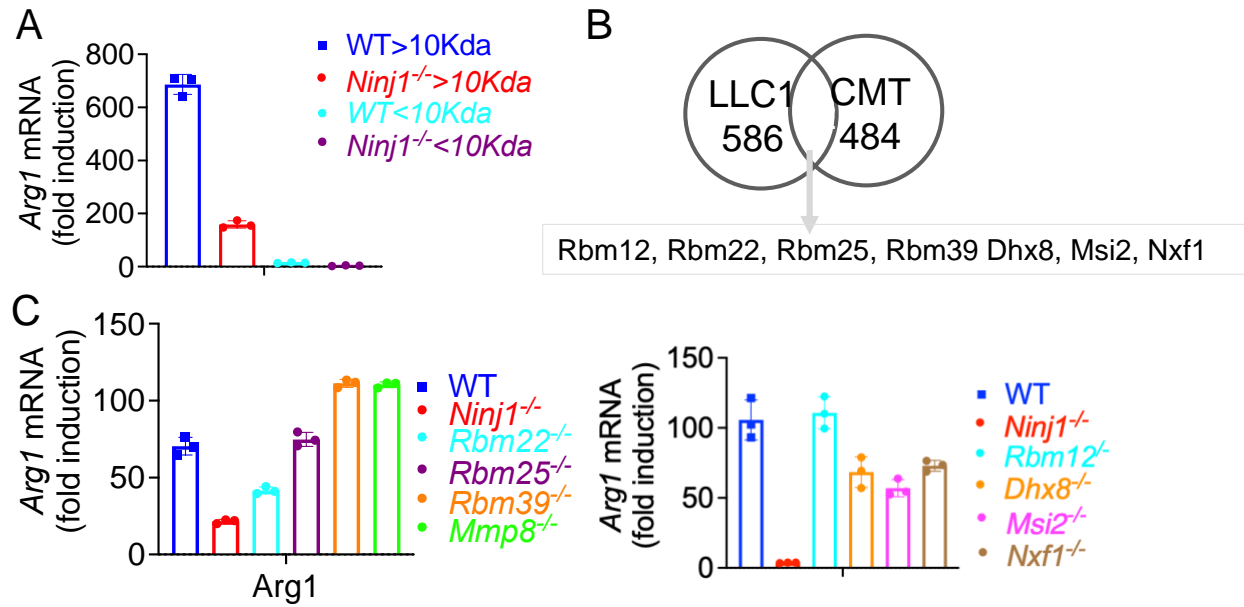 A
Arg1 mRNA
(fold induction)
800
600
400
200
0
WT>10Kda
Ninj1-/->10Kda
WT<10Kda
Ninj1-/-<10Kda
B
LLC1
586
CMT
484
Rbm12, Rbm22, Rbm25, Rbm39 Dhx8, Msi2, Nxf1
C
Arg1 mRNA
(fold induction)
150
100
50
0
Arg1
WT
Ninj1-/-
Rbm22-/-
Rbm25-/-
Rbm39-/-
Mmp8-/-
Arg1 mRNA
(fold induction)
150
100
50
0
WT
Ninj1-/-
Rbm12/-
Dhx8-/-
Msi2-/-
Nxf1-/-